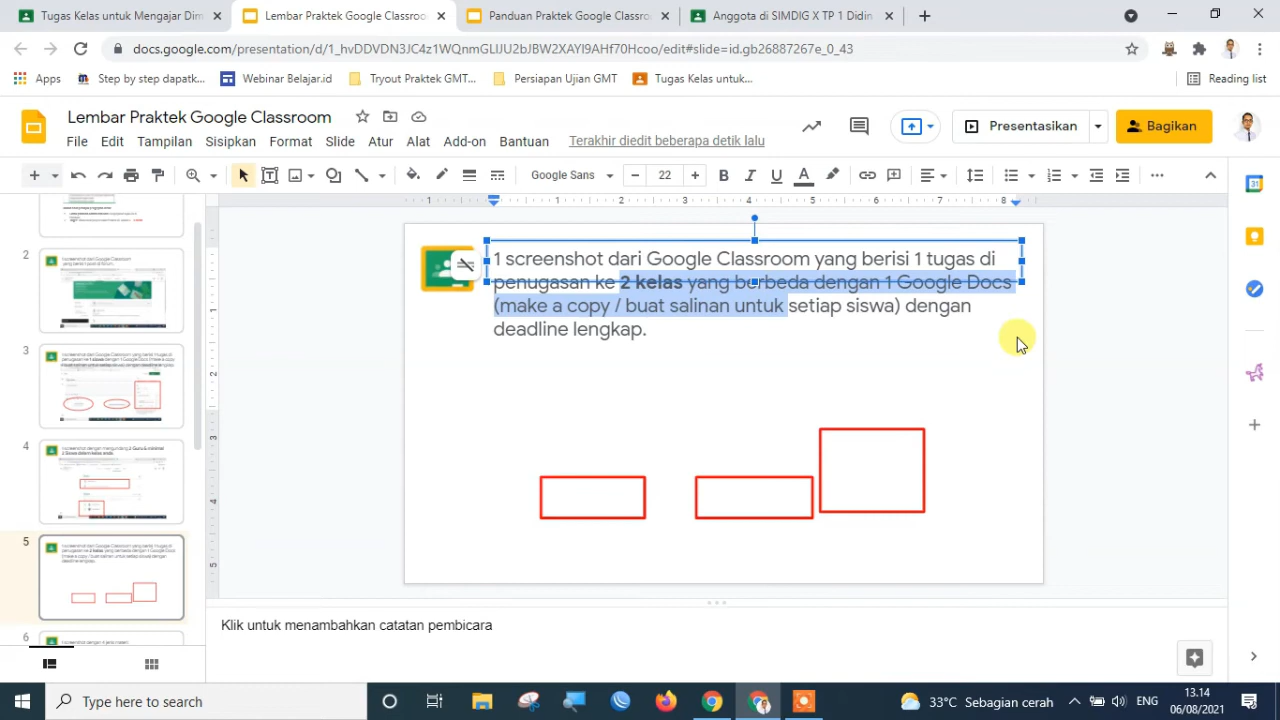 Tugas Kelas untuk Mengajar Dim
Lembar Praktek Google Classroo
Panduan Praktek Google Classro
Anggota di SIMDIG X TP 1 Didin
docs.google.com/presentation/d/1_hvDDVDN3JC4z1WQnmGLIJU2bJBW2XAYl9AHf70Hcoo/edit#slide=id.gb26887267e_0_43
Apps
Step by step dapatk...
Webinar Belajar.id
Tryout Praktek GMT...
Persiapan Ujian GMT
Tugas Kelas untuk...
Reading list
Lembar Praktek Google Classroom
Presentasikan
Bagikan
File Edit Tampilan Sisipkan Format Slide Atur Alat Add-on Bantuan
Terakhir diedit beberapa detik lalu
Google Sans
22
1 screenshot dari Google Classroom yang berisi 1 tugas di
penugasan ke 2 kelas yang berbeda dengan 1 Google Docs
(make a copy / buat salinan untuk setiap siswa) dengan
deadline lengkap.
2
3
4
5
6
Klik untuk menambahkan catatan pembicara
Type here to search
33°C Sebagian cerah
ENG
13.14
06/08/2021